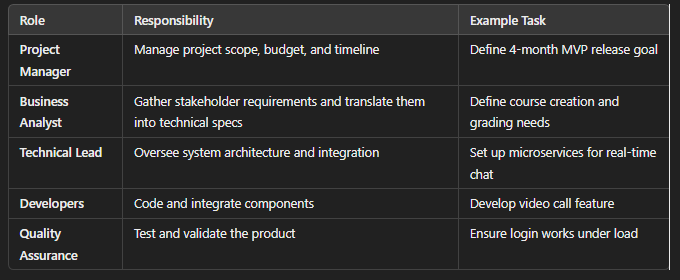 Role Responsibility Example Task
Project Manager Manage project scope, budget, and timeline Define 4-month MVP release goal
Business Analyst Gather stakeholder requirements and translate them into technical specs Define course creation and grading needs
Technical Lead Oversee system architecture and integration Set up microservices for real-time chat
Developers Code and integrate components Develop video call feature
Quality Assurance Test and validate the product Ensure login works under load